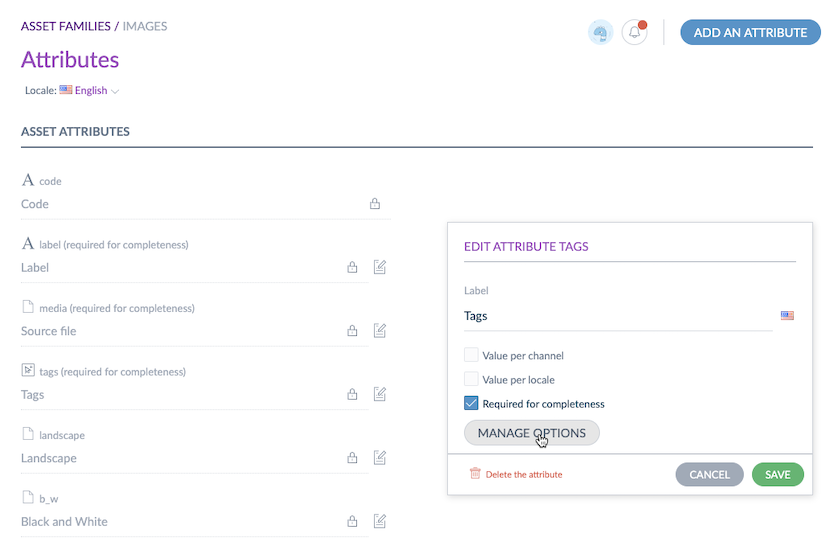 ASSET FAMILIES / IMAGES
ADD AN ATTRIBUTE
Attributes
Locale: English
ASSET ATTRIBUTES
code
Code
label (required for completeness)
Label
media (required for completeness)
Source file
tags (required for completeness)
Tags
landscape
Landscape
b_w
Black and White
EDIT ATTRIBUTE TAGS
Label
Tags
Value per channel
Value per locale
Required for completeness
MANAGE OPTIONS
Delete the attribute
CANCEL
SAVE